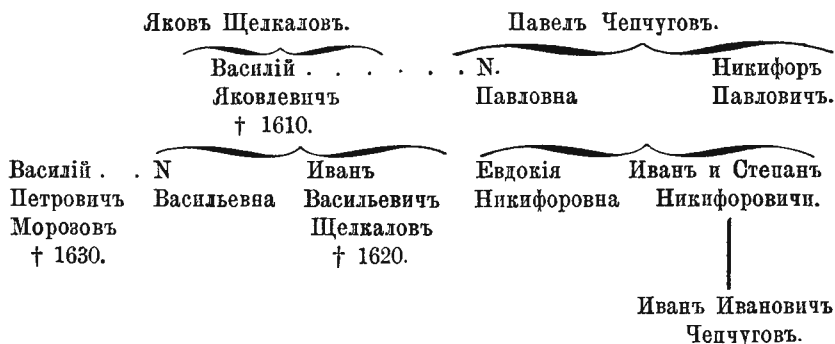 Яковъ Щелкаловъ. Павелъ Чепчуговъ.
Василій . . . . . . N. Никифоръ
Яковлевичъ Павловна Павловичъ.
† 1610.
Василій . . N Иванъ Евдокія Иванъ и Степанъ
Петровичъ Васильевна Васильевичъ Никифоровна Никифоровичи.
Морозовъ Щелкаловъ
† 1630. † 1620.
Иванъ Ивановичъ
Чепчуговъ.